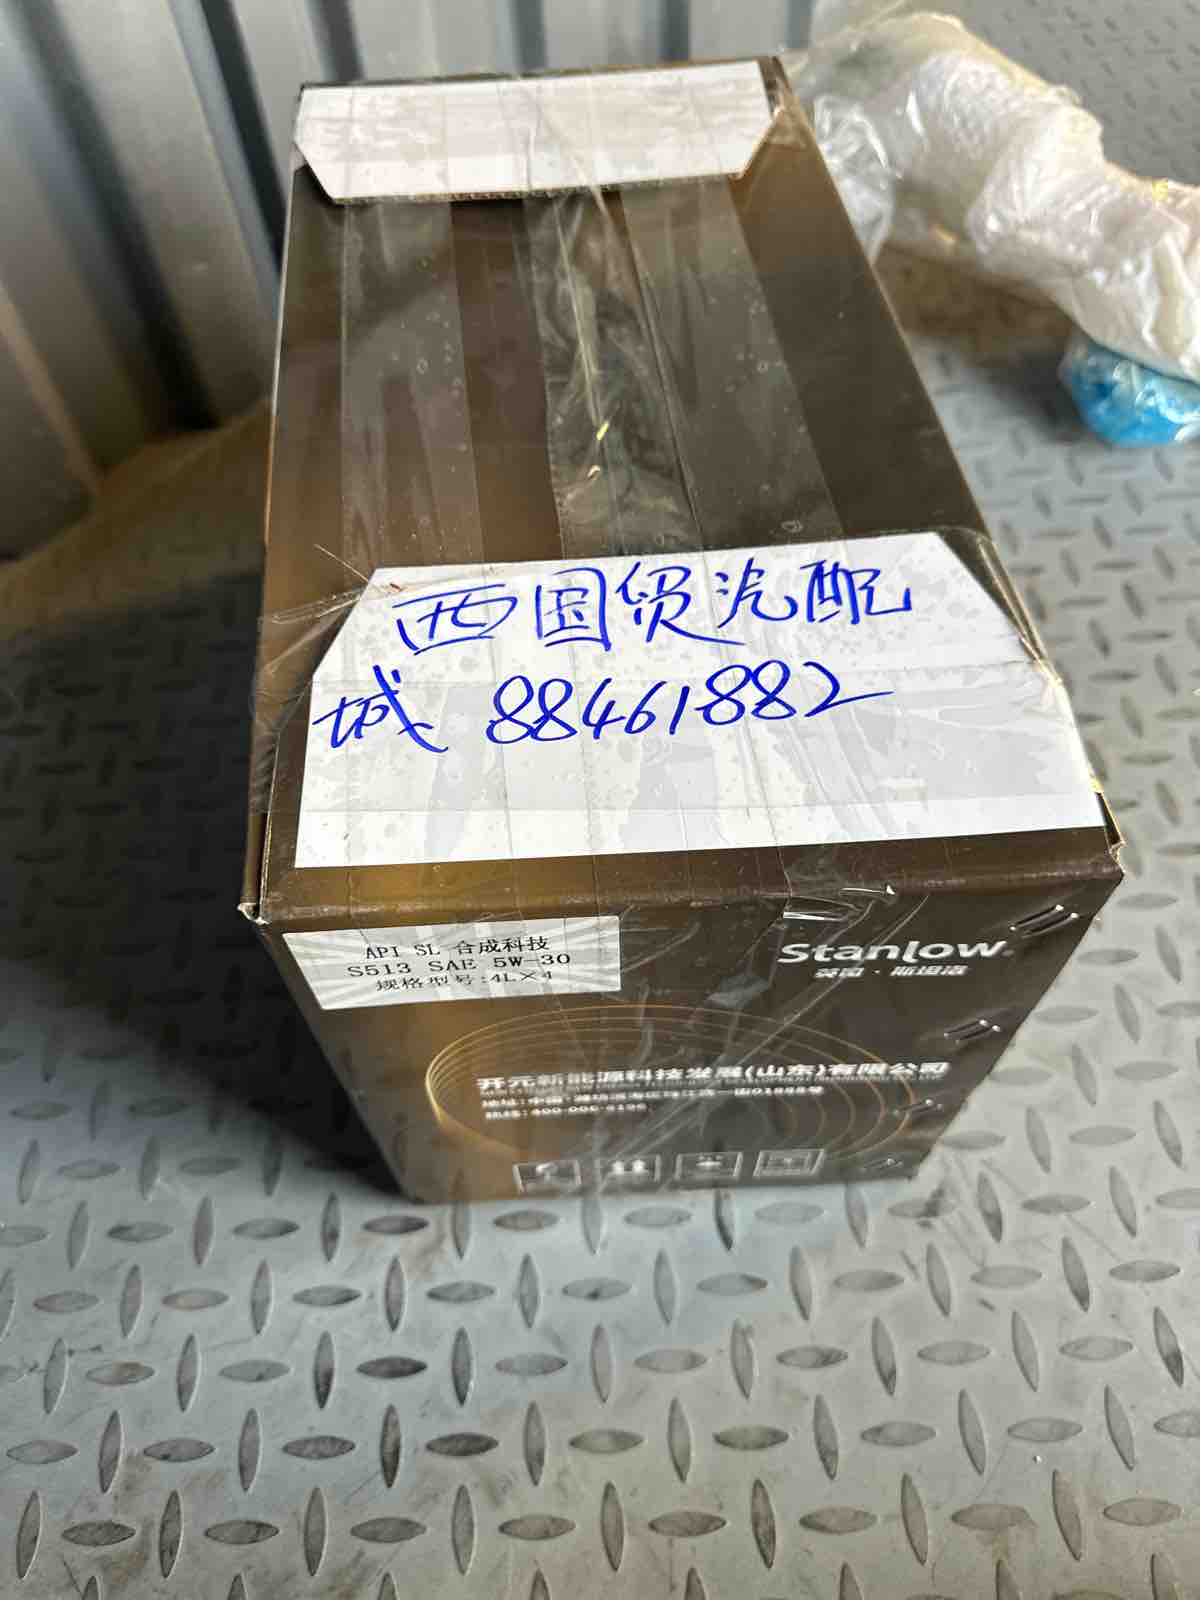 西国贸汽配
城 88461882
API SL 合成科技
S513 SAE 5W-30
规格型号:4L×4
Stanlow
英国·斯坦洛
开元新能源科技发展(山东)有限公司